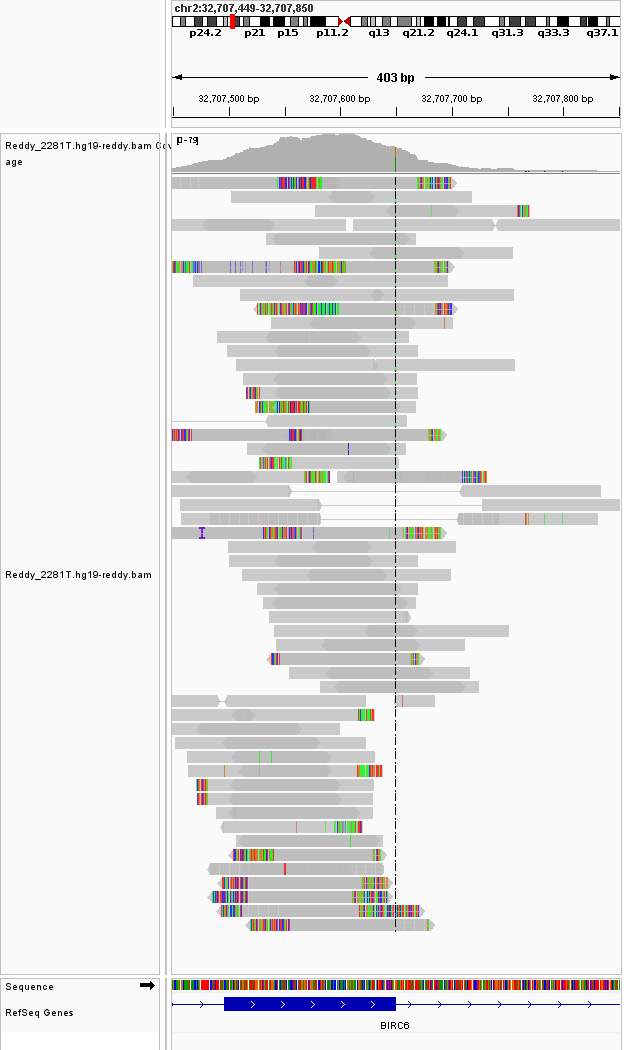 chr2:32,707,449-32,707,850
p24.2 p21 p15 p11.2 q13 q21.2 q24.1 q31.3 q33.3 q37.1
403 bp
32,707,500 bp 32,707,600 bp 32,707,700 bp 32,707,800 bp
Reddy_2281T.hg19-reddy.bam Cov
age
[0-79]
Reddy_2281T.hg19-reddy.bam
Sequence
RefSeq Genes
BIRC6